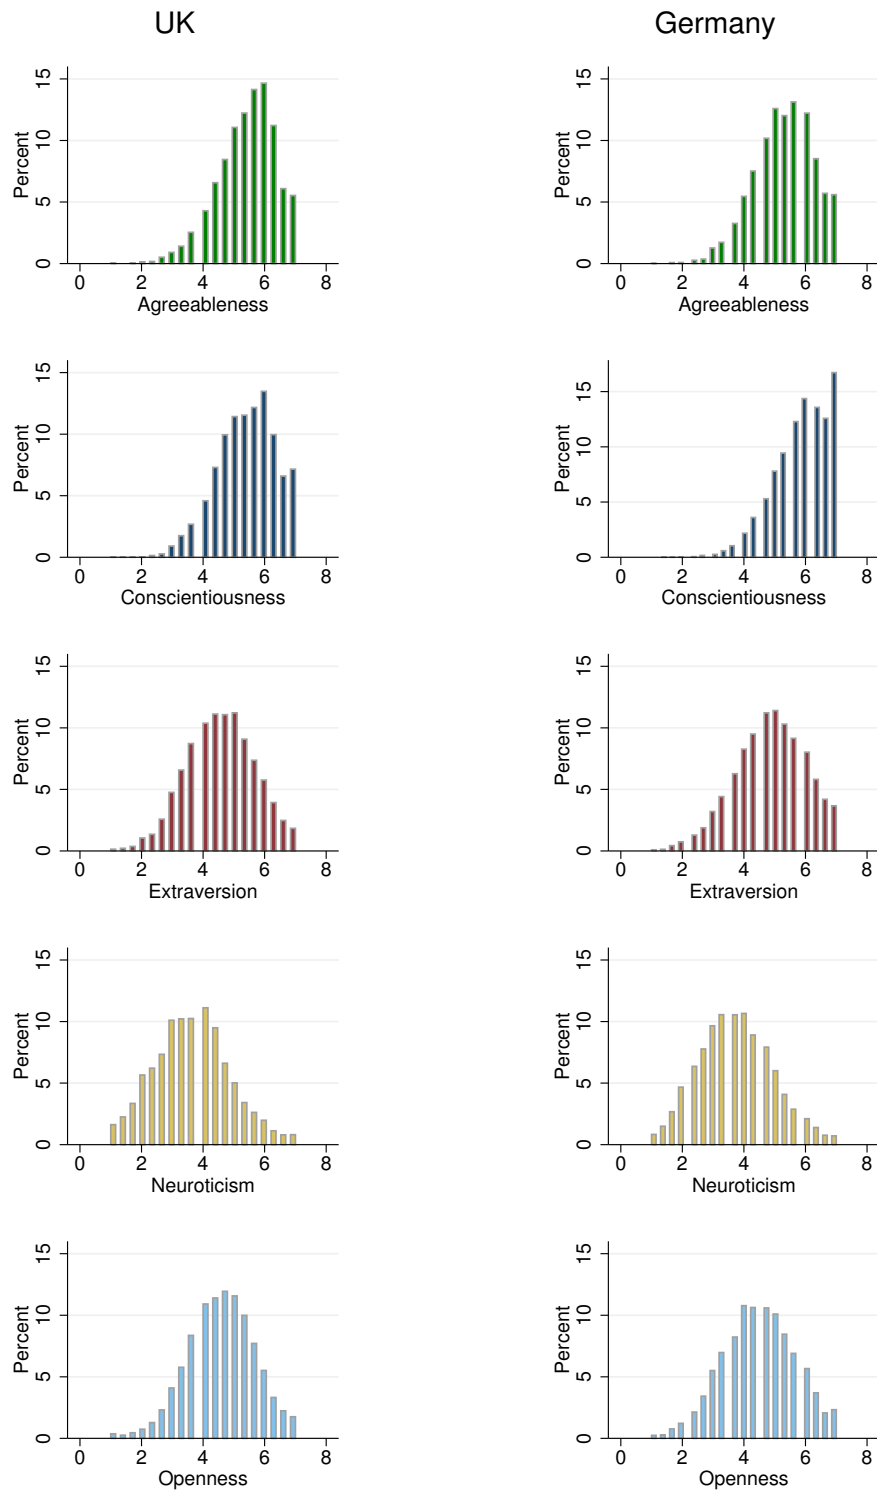 UK Germany
Percent 0 5 10 15 Percent 0 5 10 15
0 2 4 6 8 0 2 4 6 8
Agreeableness Agreeableness
Percent 0 5 10 15 Percent 0 5 10 15
0 2 4 6 8 0 2 4 6 8
Conscientiousness Conscientiousness
Percent 0 5 10 15 Percent 0 5 10 15
0 2 4 6 8 0 2 4 6 8
Extraversion Extraversion
Percent 0 5 10 15 Percent 0 5 10 15
0 2 4 6 8 0 2 4 6 8
Neuroticism Neuroticism
Percent 0 5 10 15 Percent 0 5 10 15
0 2 4 6 8 0 2 4 6 8
Openness Openness